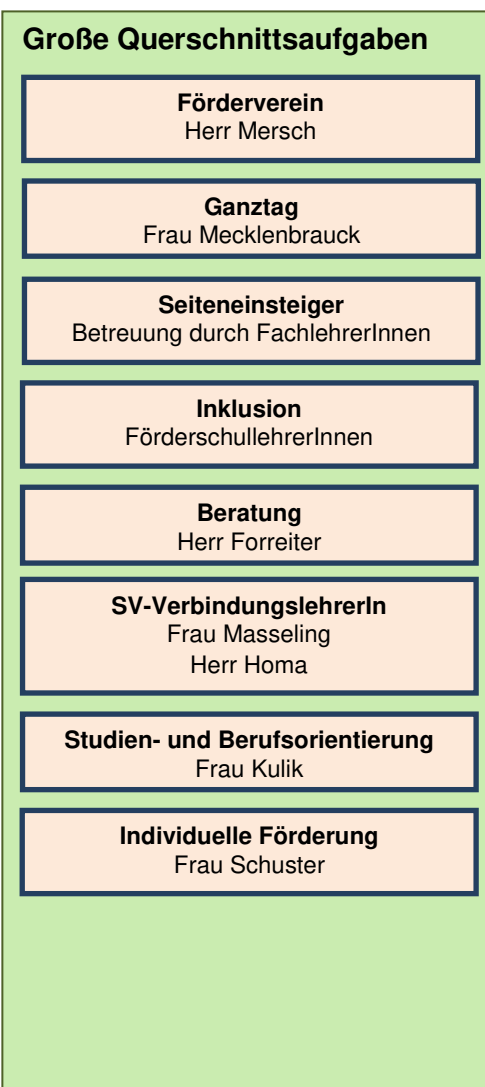 Große Querschnittsaufgaben
Förderverein
Herr Mersch
Ganztag
Frau Mecklenbrauck
Seiteneinsteiger
Betreuung durch FachlehrerInnen
Inklusion
FörderschullehrerInnen
Beratung
Herr Forreiter
SV-VerbindungslehrerIn
Frau Masseling
Herr Homa
Studien- und Berufsorientierung
Frau Kulik
Individuelle Förderung
Frau Schuster